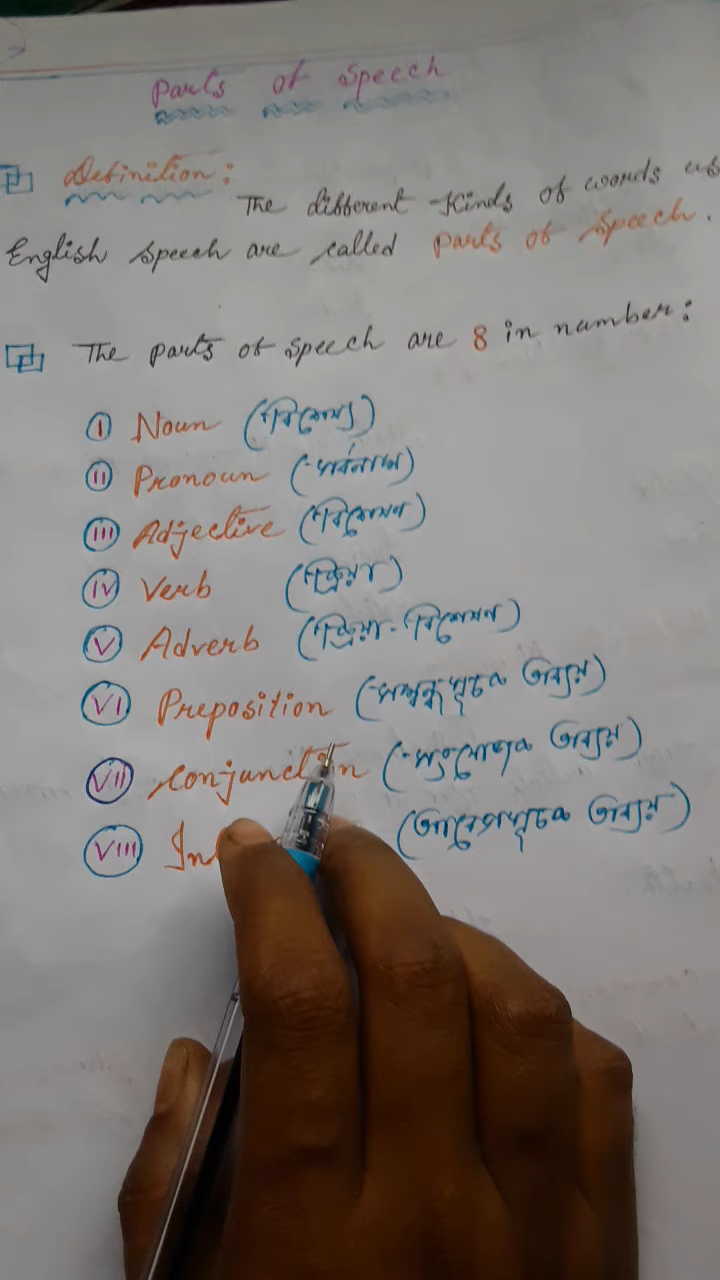 Parts of Speech
Definition:
The different kinds of words
English speech are called Parts of Speech.
The parts of speech are 8 in number:
I Noun (বিশেষ্য)
II Pronoun (সর্বনাম)
III Adjective (বিশেষণ)
IV Verb (ক্রিয়া)
V Adverb (ক্রিয়া-বিশেষণ)
VI Preposition (সম্বন্ধসূচক অব্যয়)
VII Conjunction (সংযোজক অব্যয়)
VIII (আবেগসূচক অব্যয়)